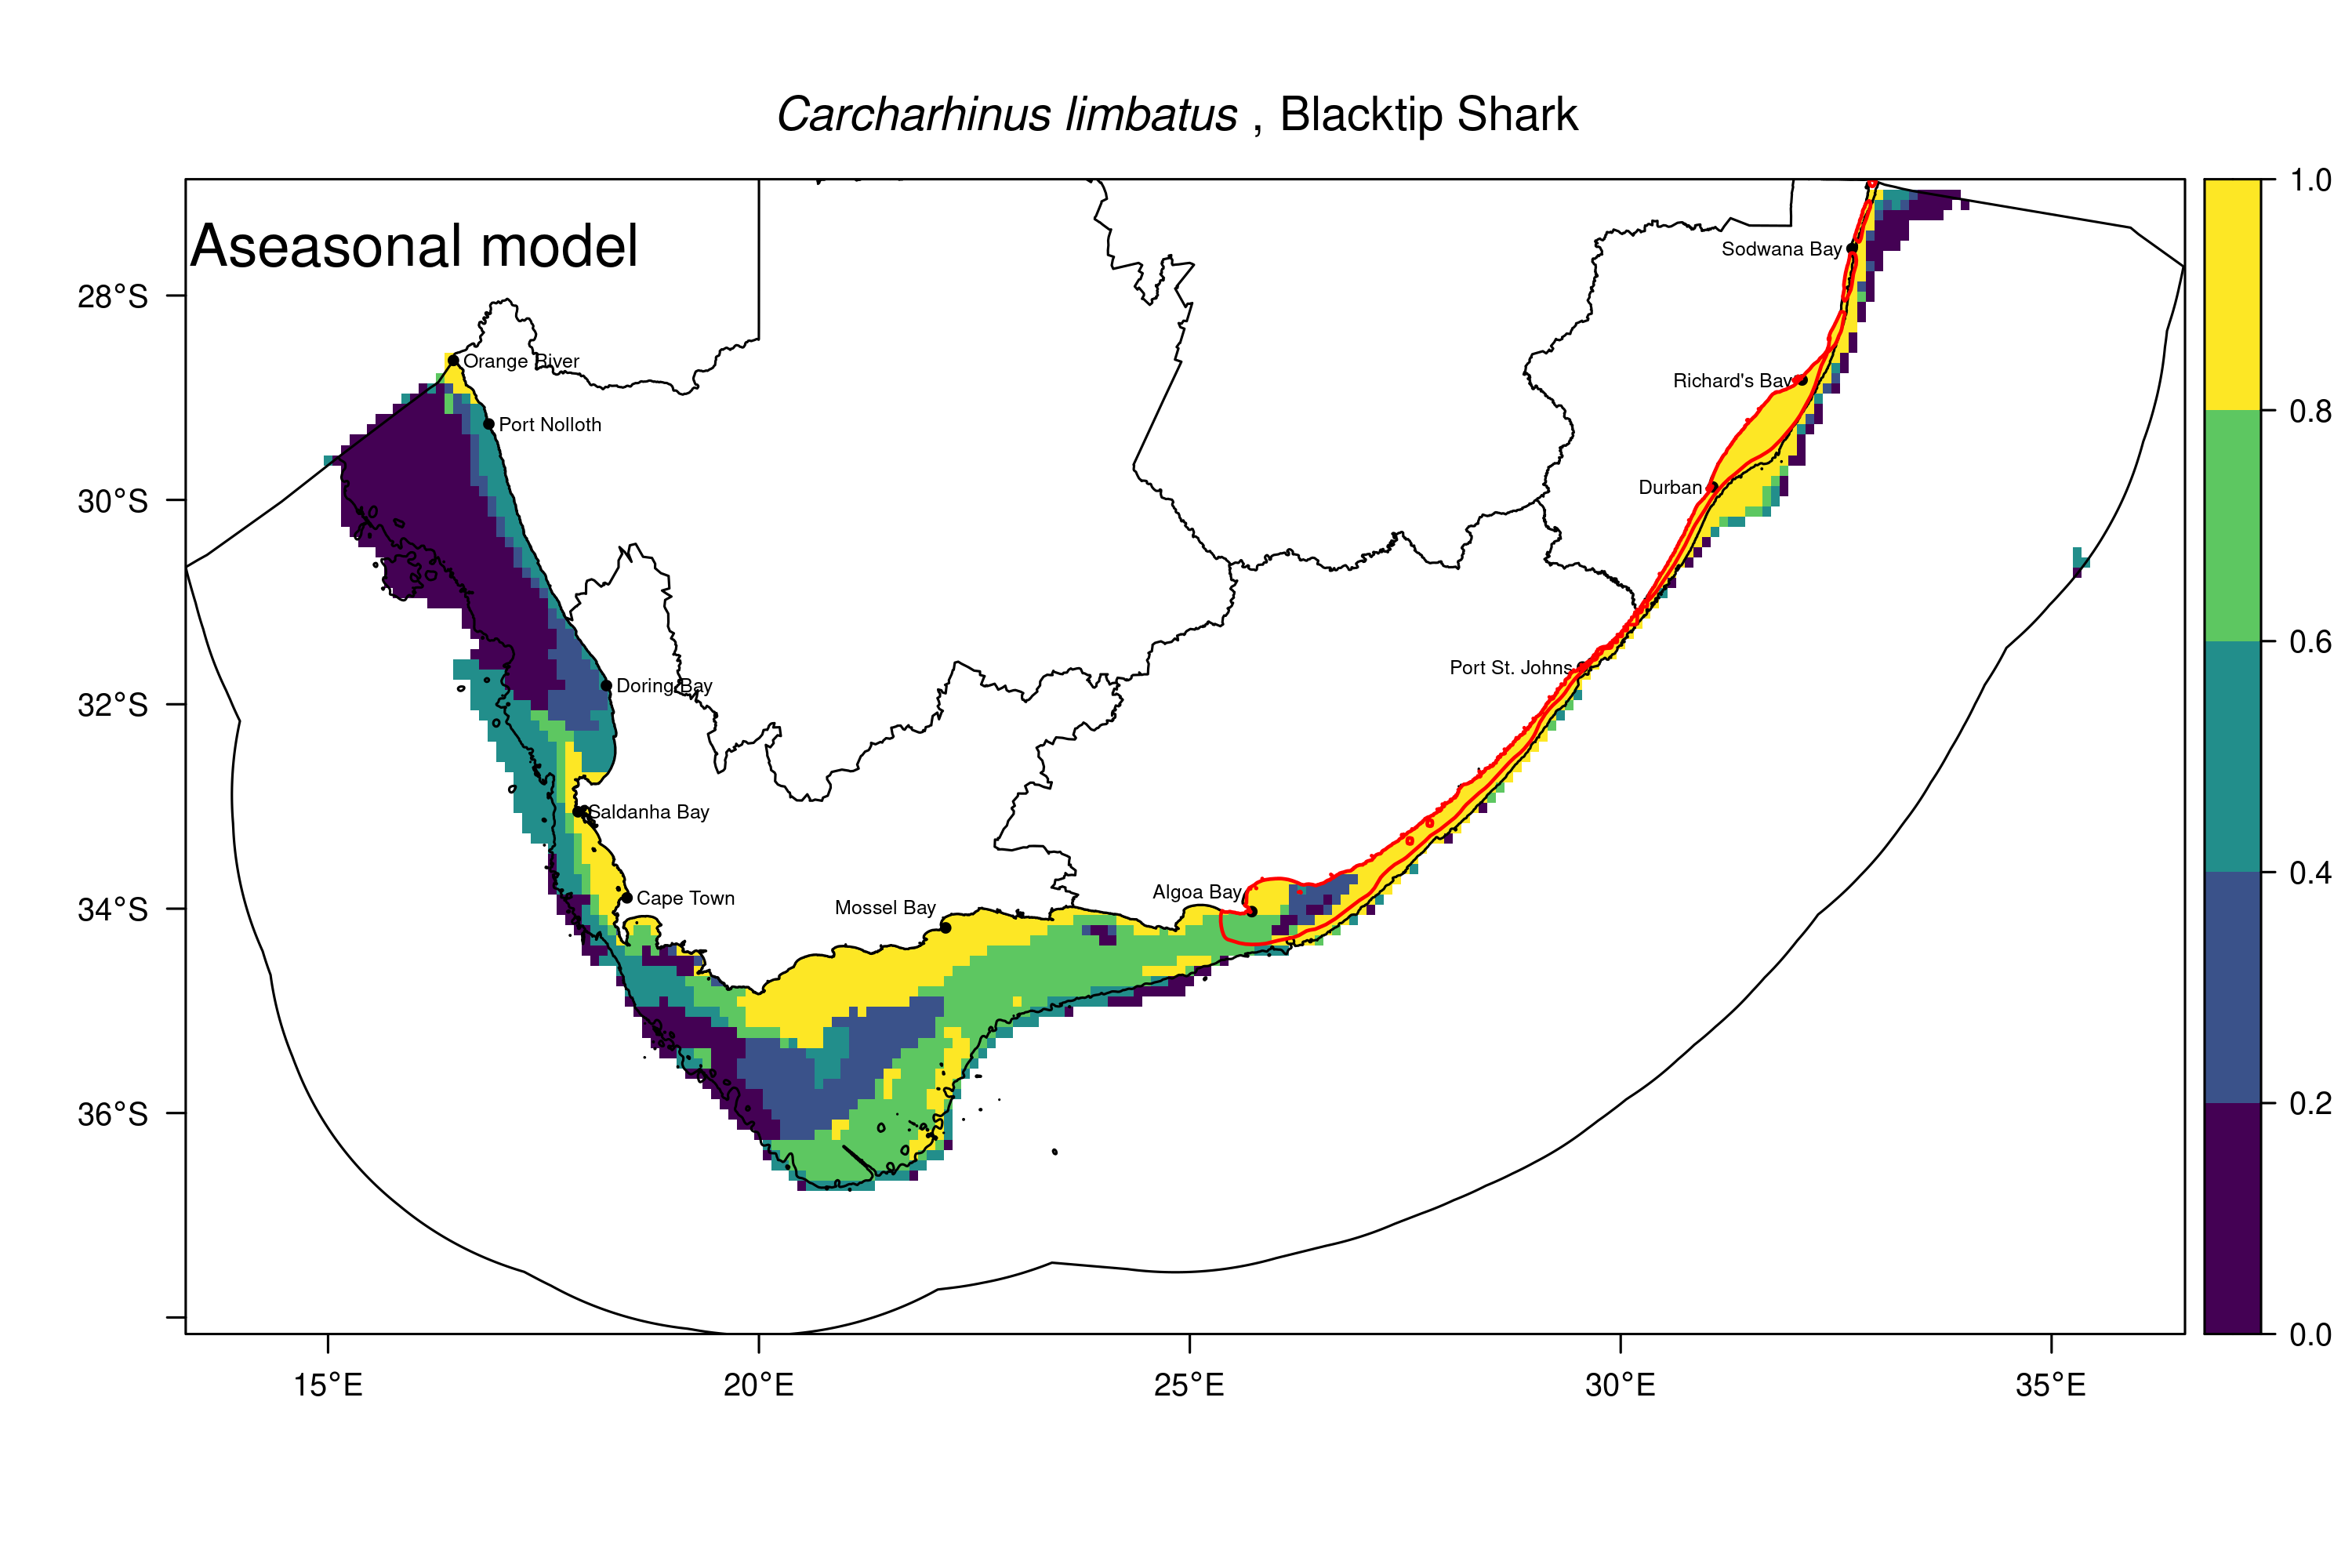 Carcharhinus limbatus , Blacktip Shark
Aseasonal model
Sodwana Bay
Orange River
Richard's Bay
Port Nolloth
Durban
Port St. Johns
Doring Bay
Saldanha Bay
Algoa Bay
Cape Town
Mossel Bay
28°S
30°S
32°S
34°S
36°S
15°E
20°E
25°E
30°E
35°E
1.0
0.8
0.6
0.4
0.2
0.0